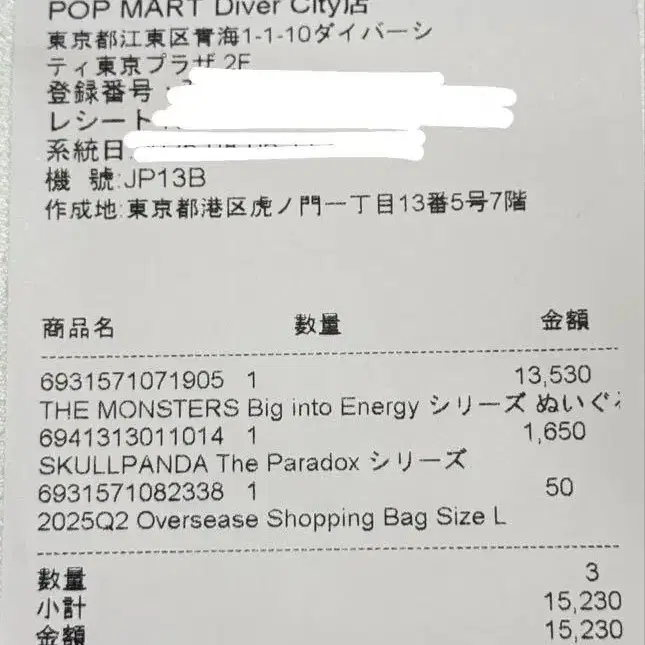 POP MART Diver City店
東京都江東区青海1-1-10ダイバーシ
ティ東京プラザ 2F
登録番号:
レシート
系統日:
機 號:JP13B
作成地:東京都港区虎ノ門一丁目13番5号7階
商品名 数量 金額
6931571071905 1 13,530
THE MONSTERS Big into Energy シリーズ ぬいぐ
6941313011014 1 1,650
SKULLPANDA The Paradox シリーズ
6931571082338 1 50
2025Q2 Oversease Shopping Bag Size L
数量 3
小計 15,230
金額 15,230